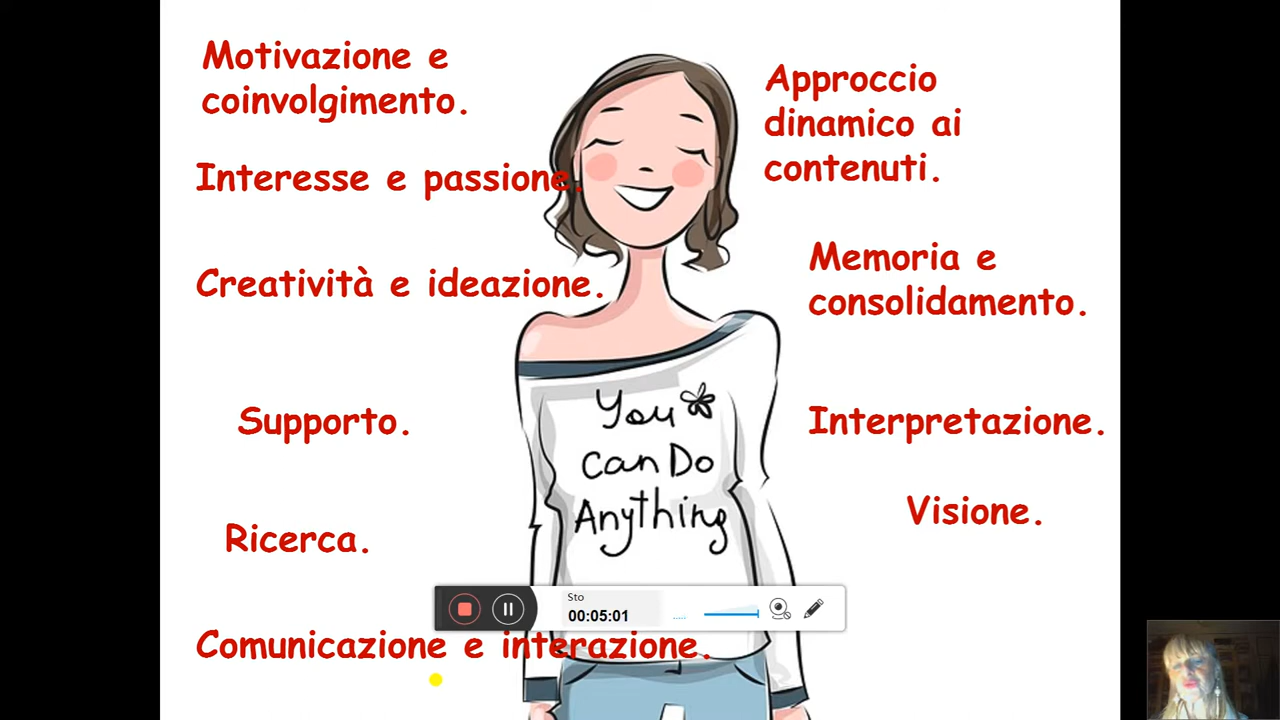 Motivazione e
coinvolgimento.
Interesse e passione.
Creatività e ideazione.
Supporto.
Ricerca.
Comunicazione e interazione.
Approccio
dinamico ai
contenuti.
Memoria e
consolidamento.
Interpretazione.
Visione.
You
can Do
Anything
Sto
00:05:01